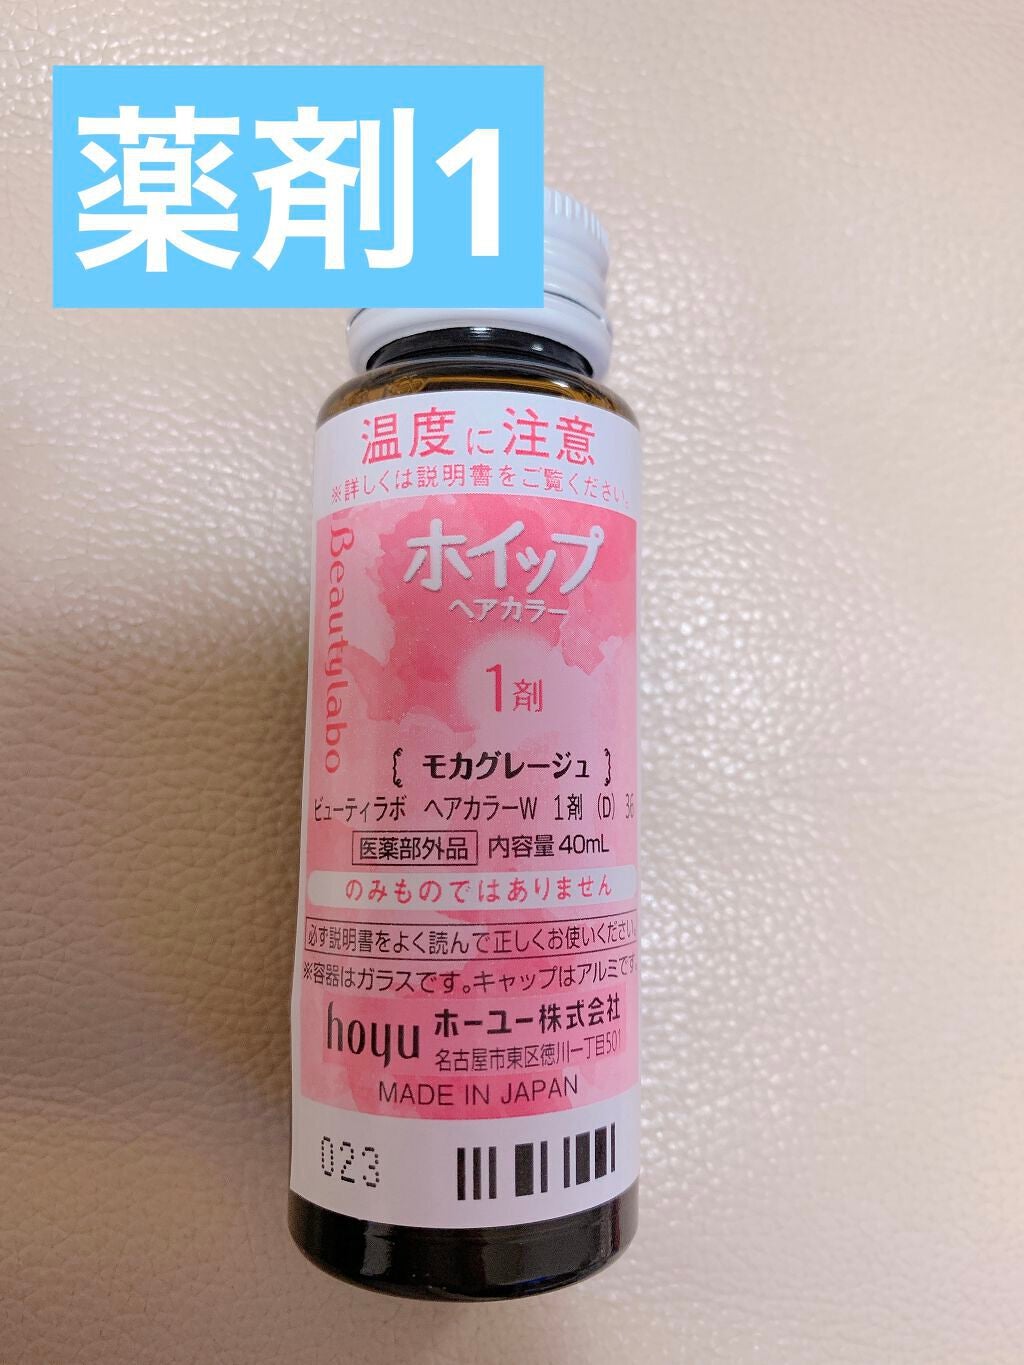 薬剤1
温度に注意
※詳しくは説明書をご覧ください。
Beautylabo
ホイップ
ヘアカラー
1剤
モカグレージュ
ビューティラボ ヘアカラーW 1剤 (D) 36
医薬部外品 内容量40mL
のみものではありません
必ず説明書をよく読んで正しくお使いください。
※容器はガラスです。キャップはアルミです。
hoyu ホーユー株式会社
名古屋市東区徳川一丁目501
MADE IN JAPAN
023